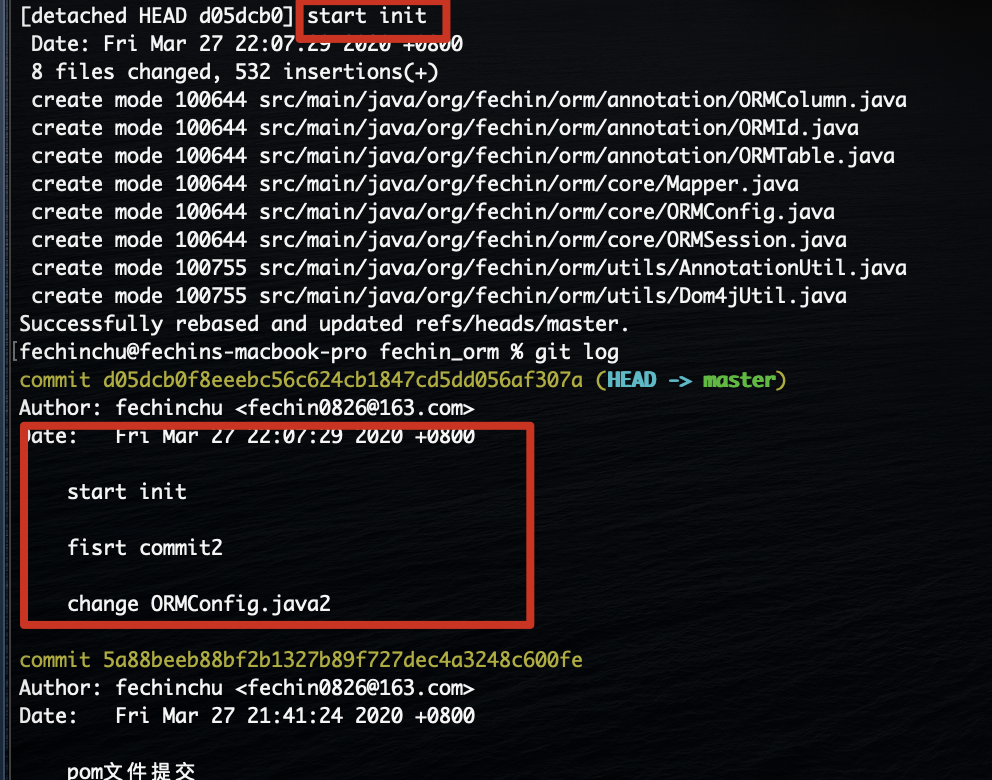 [detached HEAD d05dcb0] start init
Date: Fri Mar 27 22:07:29 2020 +0800
8 files changed, 532 insertions(+)
create mode 100644 src/main/java/org/fechin/orm/annotation/ORMColumn.java
create mode 100644 src/main/java/org/fechin/orm/annotation/ORMId.java
create mode 100644 src/main/java/org/fechin/orm/annotation/ORMTable.java
create mode 100644 src/main/java/org/fechin/orm/core/Mapper.java
create mode 100644 src/main/java/org/fechin/orm/core/ORMConfig.java
create mode 100644 src/main/java/org/fechin/orm/core/ORMSession.java
create mode 100755 src/main/java/org/fechin/orm/utils/AnnotationUtil.java
create mode 100755 src/main/java/org/fechin/orm/utils/Dom4jUtil.java
Successfully rebased and updated refs/heads/master.
[fechinchu@fechins-macbook-pro fechin_orm % git log
commit d05dcb0f8eeebc56c624cb1847cd5dd056af307a (HEAD -> master)
Author: fechinchu <fechin0826@163.com>
Date:   Fri Mar 27 22:07:29 2020 +0800
start init
fisrt commit2
change ORMConfig.java2
commit 5a88beeb88bf2b1327b89f727dec4a3248c600fe
Author: fechinchu <fechin0826@163.com>
Date:   Fri Mar 27 21:41:24 2020 +0800
pom文件提交